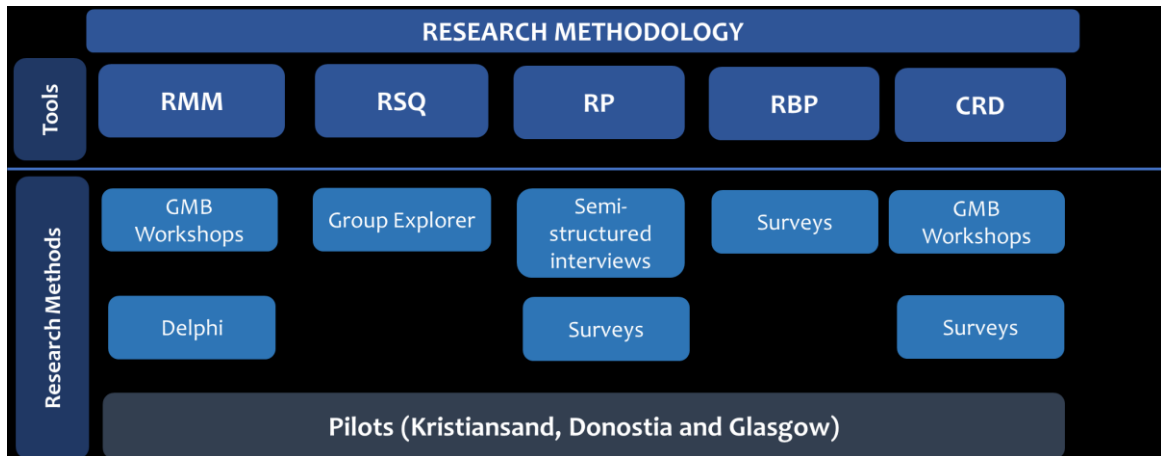 RESEARCH METHODOLOGY
Tools
RMM
RSQ
RP
RBP
CRD
Research Methods
GMB
Workshops
Group Explorer
Semi-
structured
interviews
Surveys
GMB
Workshops
Delphi
Surveys
Surveys
Pilots (Kristiansand, Donostia and Glasgow)